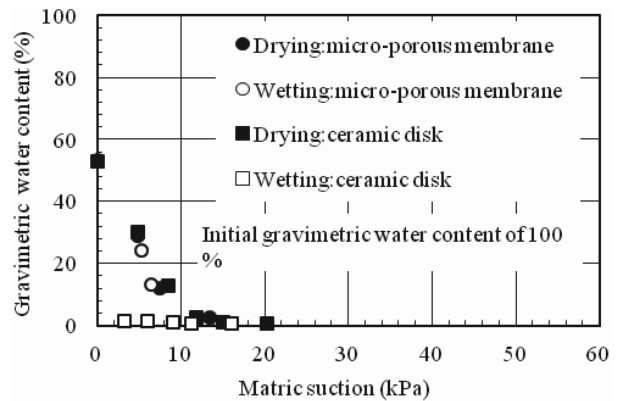 Gravimetric water content (%)
100
80
60
40
20
0
Drying:micro-porous membrane
Wetting:micro-porous membrane
Drying:ceramic disk
Wetting:ceramic disk
Initial gravimetric water content of 100
%
0 10 20 30 40 50 60
Matric suction (kPa)